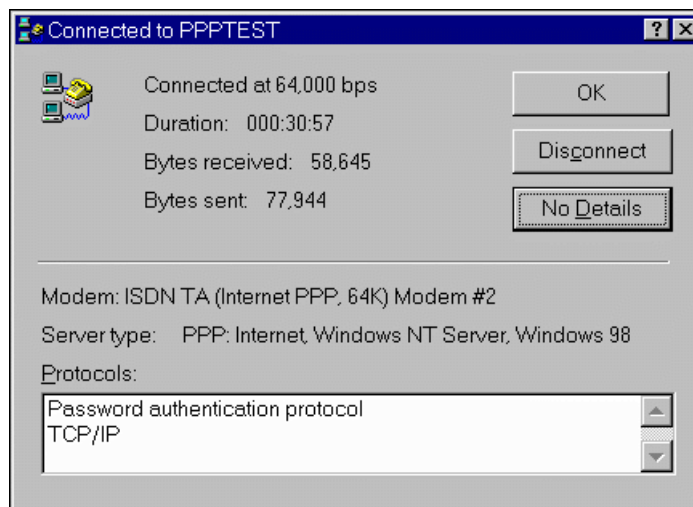 Connected to PPPTEST
? ×
Connected at 64,000 bps
OK
Duration: 000:30:57
Bytes received: 58,645
Disconnect
Bytes sent: 77,944
No Details
Modem: ISDN TA (Internet PPP, 64K) Modem #2
Server type: PPP: Internet, Windows NT Server, Windows 98
Protocols:
Password authentication protocol
TCP/IP